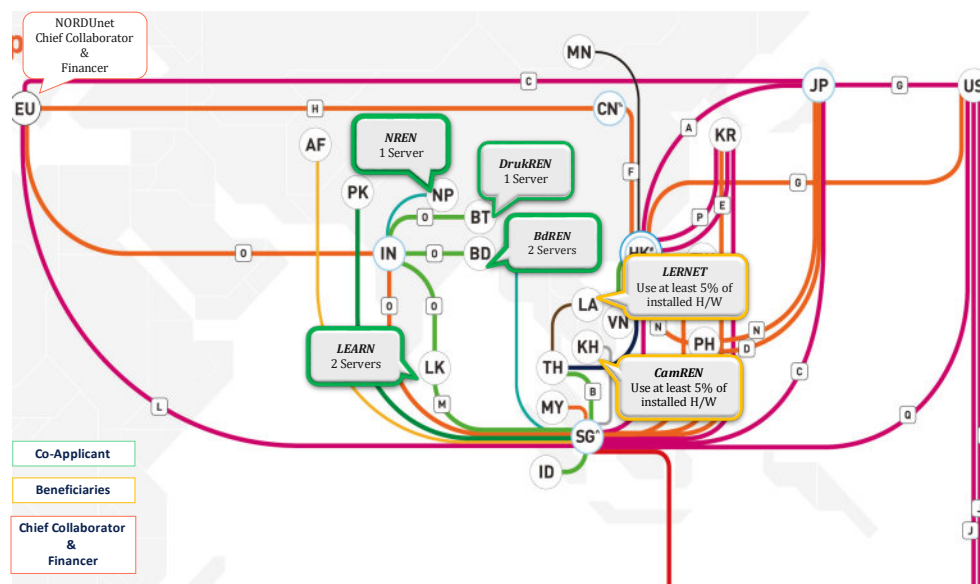 NORDUnet
Chief Collaborator
&
Financer
p
MN
C
JP
G
US
EU
H
CN
AF
NREN
1 Server
A
KR
DrukREN
1 Server
PK
NP
F
G
O
BT
P
E
BdREN
2 Servers
O
IN
O
BD
HK
LERNET
Use at least 5% of
installed H/W
LA
O
O
VN
N
N
LEARN
2 Servers
KH
PH
D
LK
TH
CamREN
Use at least 5% of
installed H/W
C
B
L
M
MY
Q
SG^
ID
Co-Applicant
Beneficiaries
Chief Collaborator
&
Financer
J